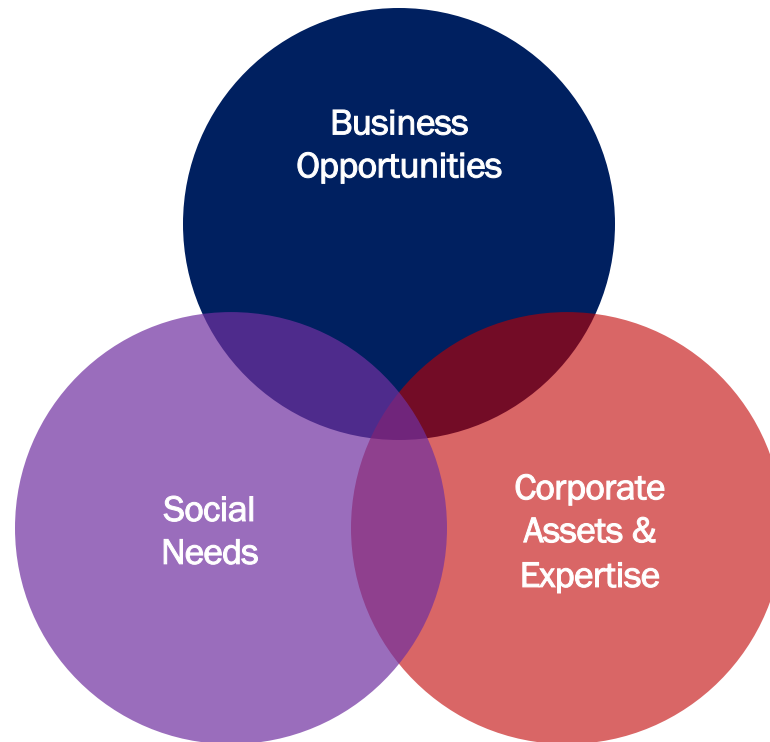 Business
Opportunities
Social
Needs
Corporate
Assets &
Expertise